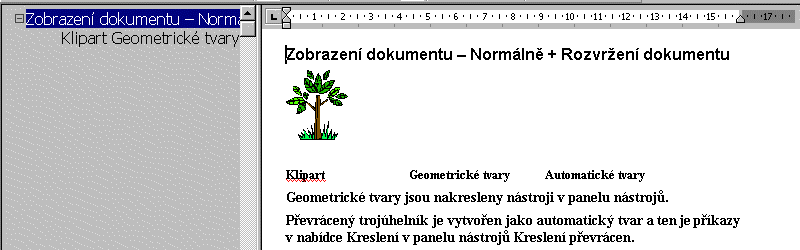 Zobrazení dokumentu – Norma
Klipart Geometrické tvary
1 2 3 4 5 6 7 8 9 10 11 12 13 14 15 17
Zobrazení dokumentu – Normálně + Rozvržení dokumentu
Klipart Geometrické tvary Automatické tvary
Geometrické tvary jsou nakresleny nástroji v panelu nástrojů.
Převrácený trojúhelník je vytvořen jako automatický tvar a ten je příkazy
v nabídce Kreslení v panelu nástrojů Kreslení převrácen.